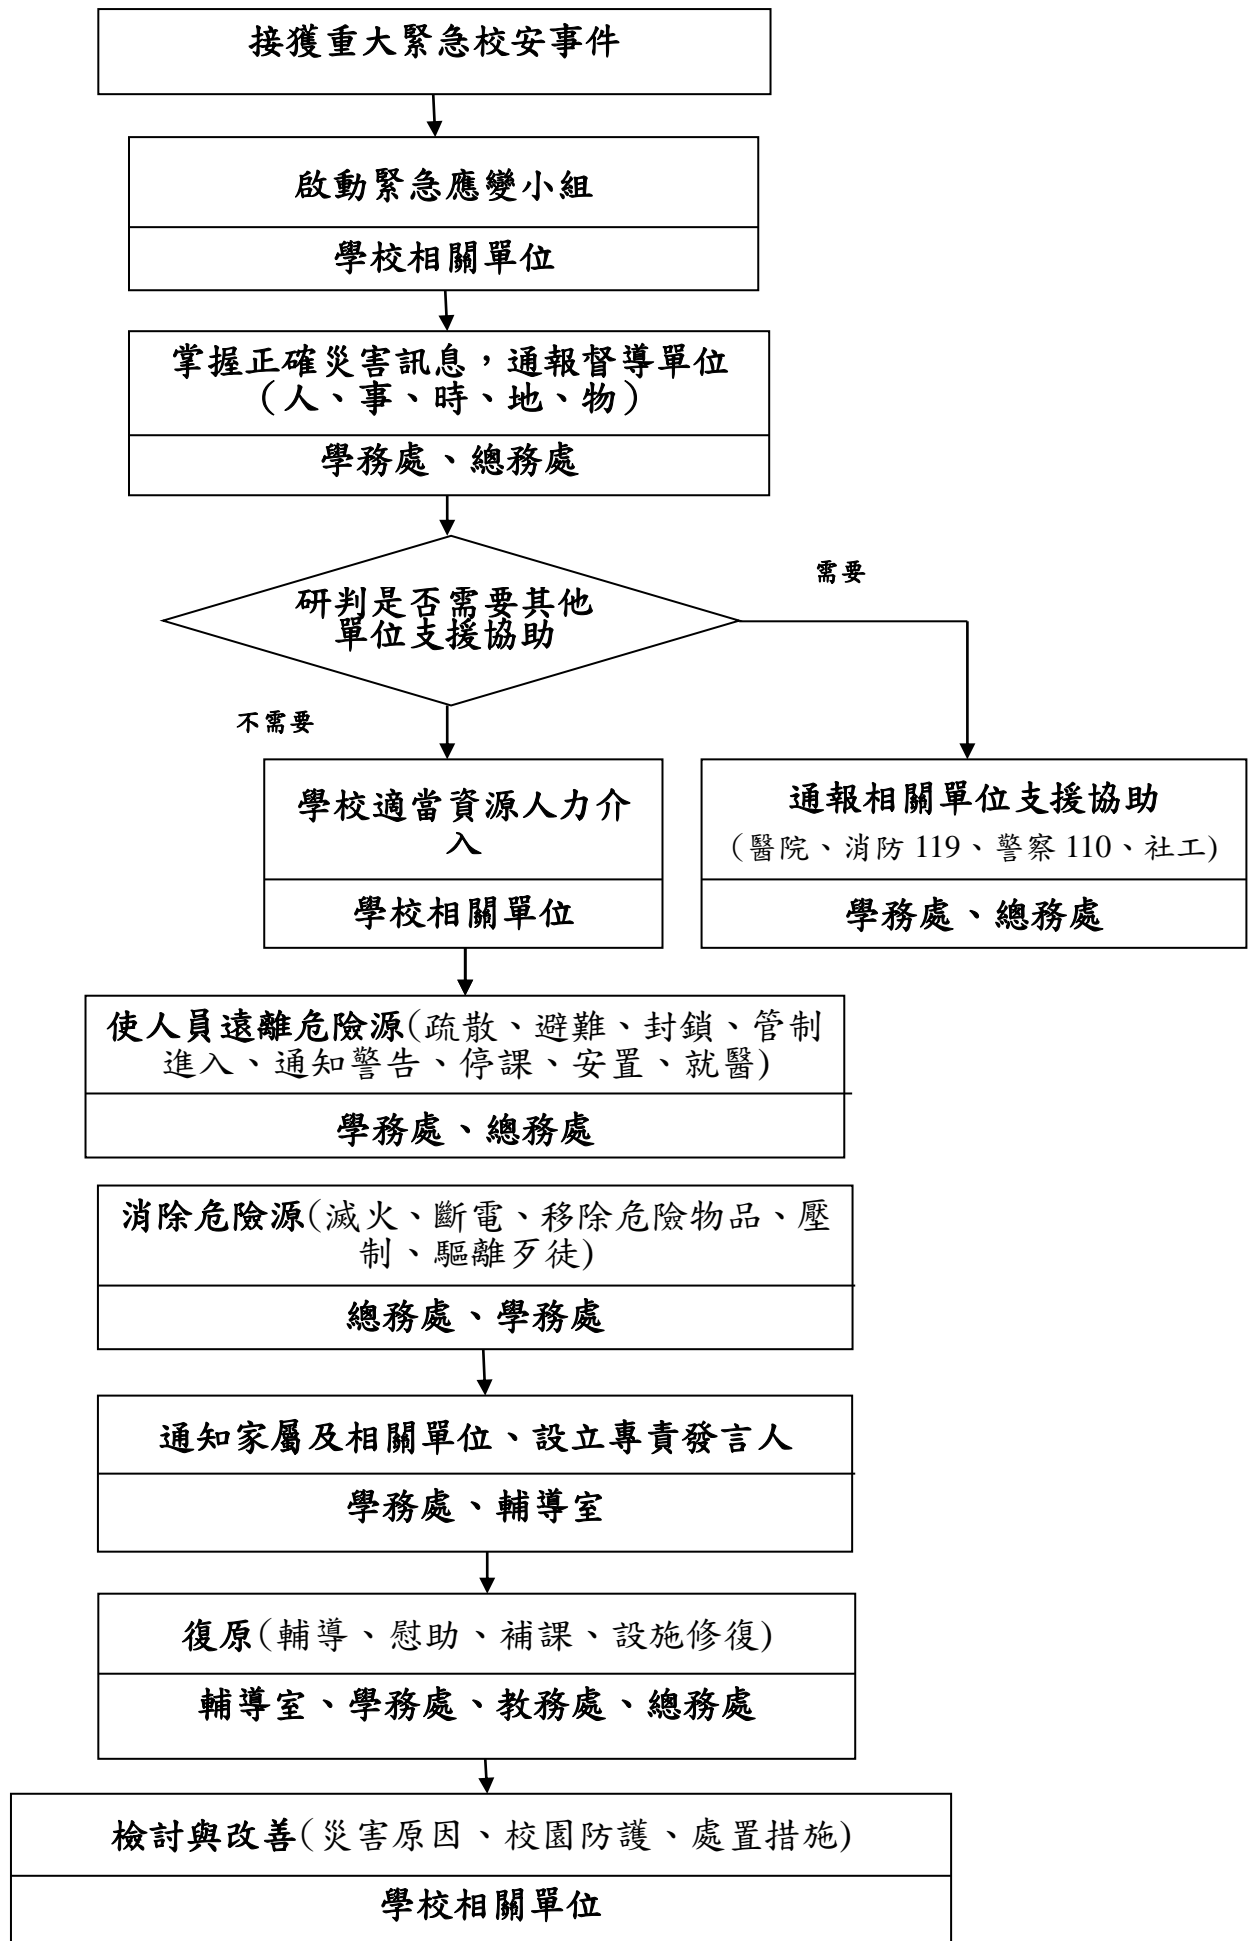 接獲重大緊急校安事件
啟動緊急應變小組
學校相關單位
掌握正確災害訊息，通報督導單位
（人、事、時、地、物）
學務處、總務處
需要
研判是否需要其他
單位支援協助
不需要
學校適當資源人力介
入
學校相關單位
通報相關單位支援協助
（醫院、消防 119、警察 110、社工)
學務處、總務處
使人員遠離危險源(疏散、避難、封鎖、管制
進入、通知警告、停課、安置、就醫)
學務處、總務處
消除危險源(滅火、斷電、移除危險物品、壓
制、驅離歹徒)
總務處、學務處
通知家屬及相關單位、設立專責發言人
學務處、輔導室
復原(輔導、慰助、補課、設施修復)
輔導室、學務處、教務處、總務處
檢討與改善(災害原因、校園防護、處置措施)
學校相關單位